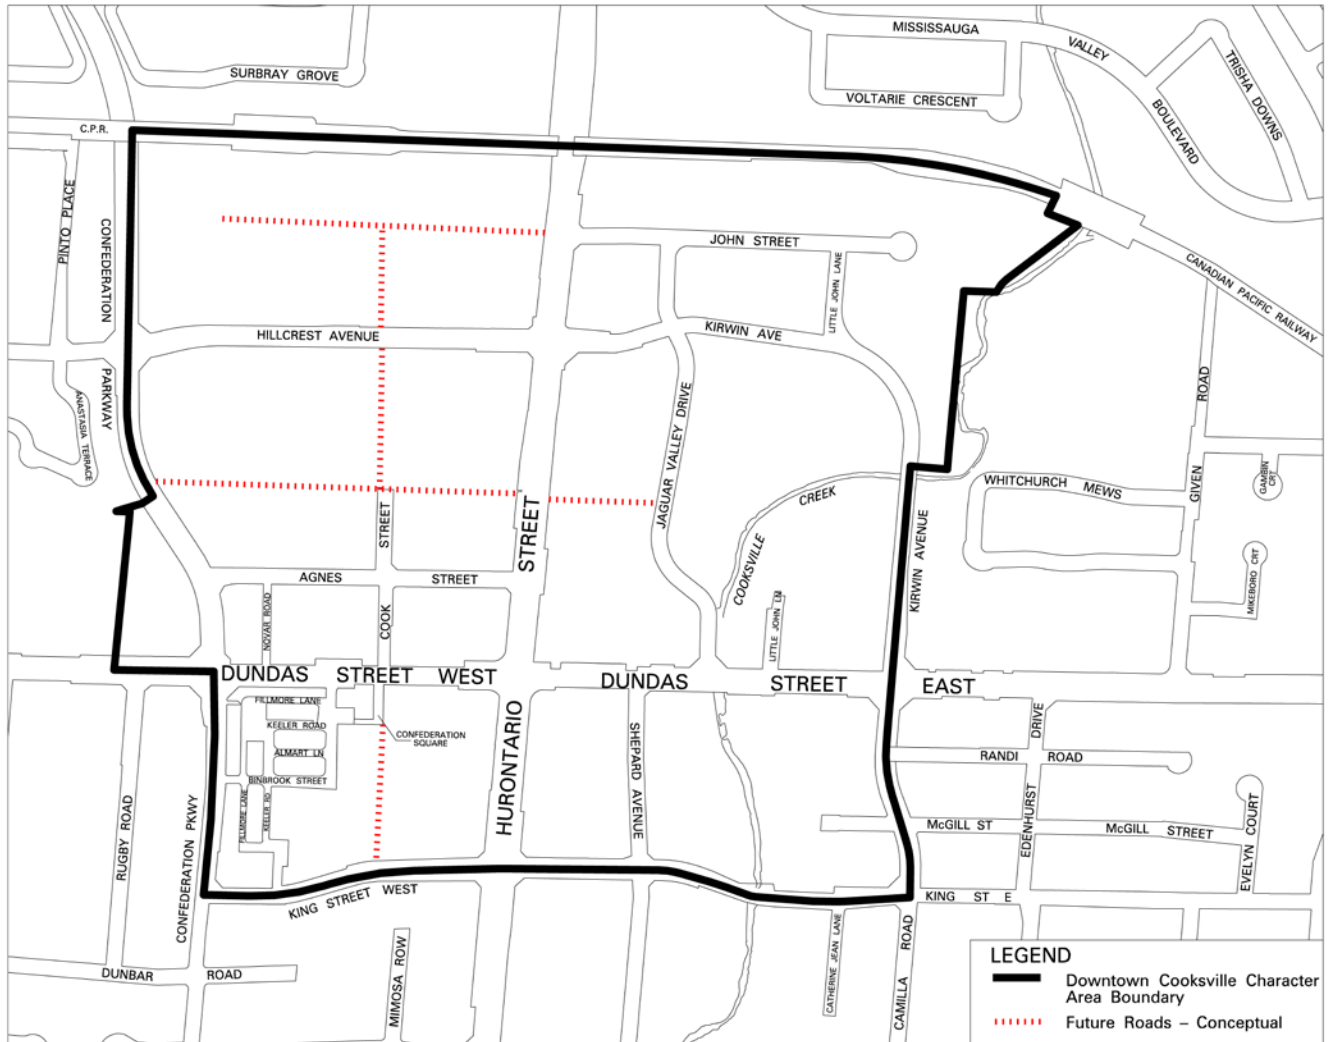 MISSISSAUGA
VALLEY
BOULEVARD
TRISHA DOWNS
SURBRAY GROVE
VOLTARIE CRESCENT
C.P.R.
PINTO PLACE
CONFEDERATION
PARKWAY
JOHN STREET
LITTLE JOHN LANE
CANADIAN PACIFIC RAILWAY
HILLCREST AVENUE
KIRWIN AVE
ANASTASIA TERRACE
JAGUAR VALLEY DRIVE
GIVEN
ROAD
GAMBIN
CRT
WHITCHURCH MEWS
COOKSVILLE
CREEK
KIRWIN AVENUE
MIKEBORO CRT
STREET
COOK
STREET
AGNES STREET
NOVAR ROAD
LITTLE JOHN LN
DUNDAS STREET WEST
DUNDAS STREET EAST
FILLMORE LANE
KEELER ROAD
ALMART LN
BINBROOK STREET
FILLMORE LANE
KEELER RD
CONFEDERATION
SQUARE
HURONTARIO
SHEPARD AVENUE
DRIVE
EDENHURST
RANDI ROAD
McGILL ST
McGILL STREET
EVELYN COURT
RUGBY ROAD
CONFEDERATION PKWY
KING STREET WEST
KING ST E
DUNBAR ROAD
MIMOSA ROW
CATHERINE JEAN LANE
CAMILLA ROAD
LEGEND
Downtown Cooksville Character
Area Boundary
Future Roads – Conceptual